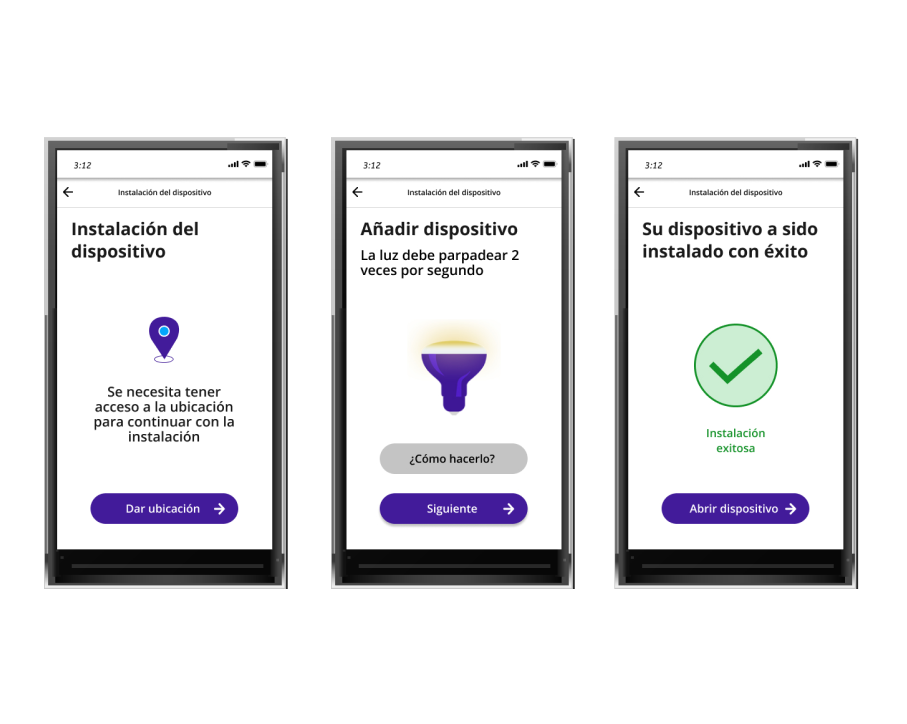 3:12
Instalación del dispositivo
Instalación del
dispositivo
Se necesita tener
acceso a la ubicación
para continuar con la
instalación
Dar ubicación
3:12
Instalación del dispositivo
Añadir dispositivo
La luz debe parpadear 2
veces por segundo
¿Cómo hacerlo?
Siguiente
3:12
Instalación del dispositivo
Su dispositivo a sido
instalado con éxito
Instalación
exitosa
Abrir dispositivo